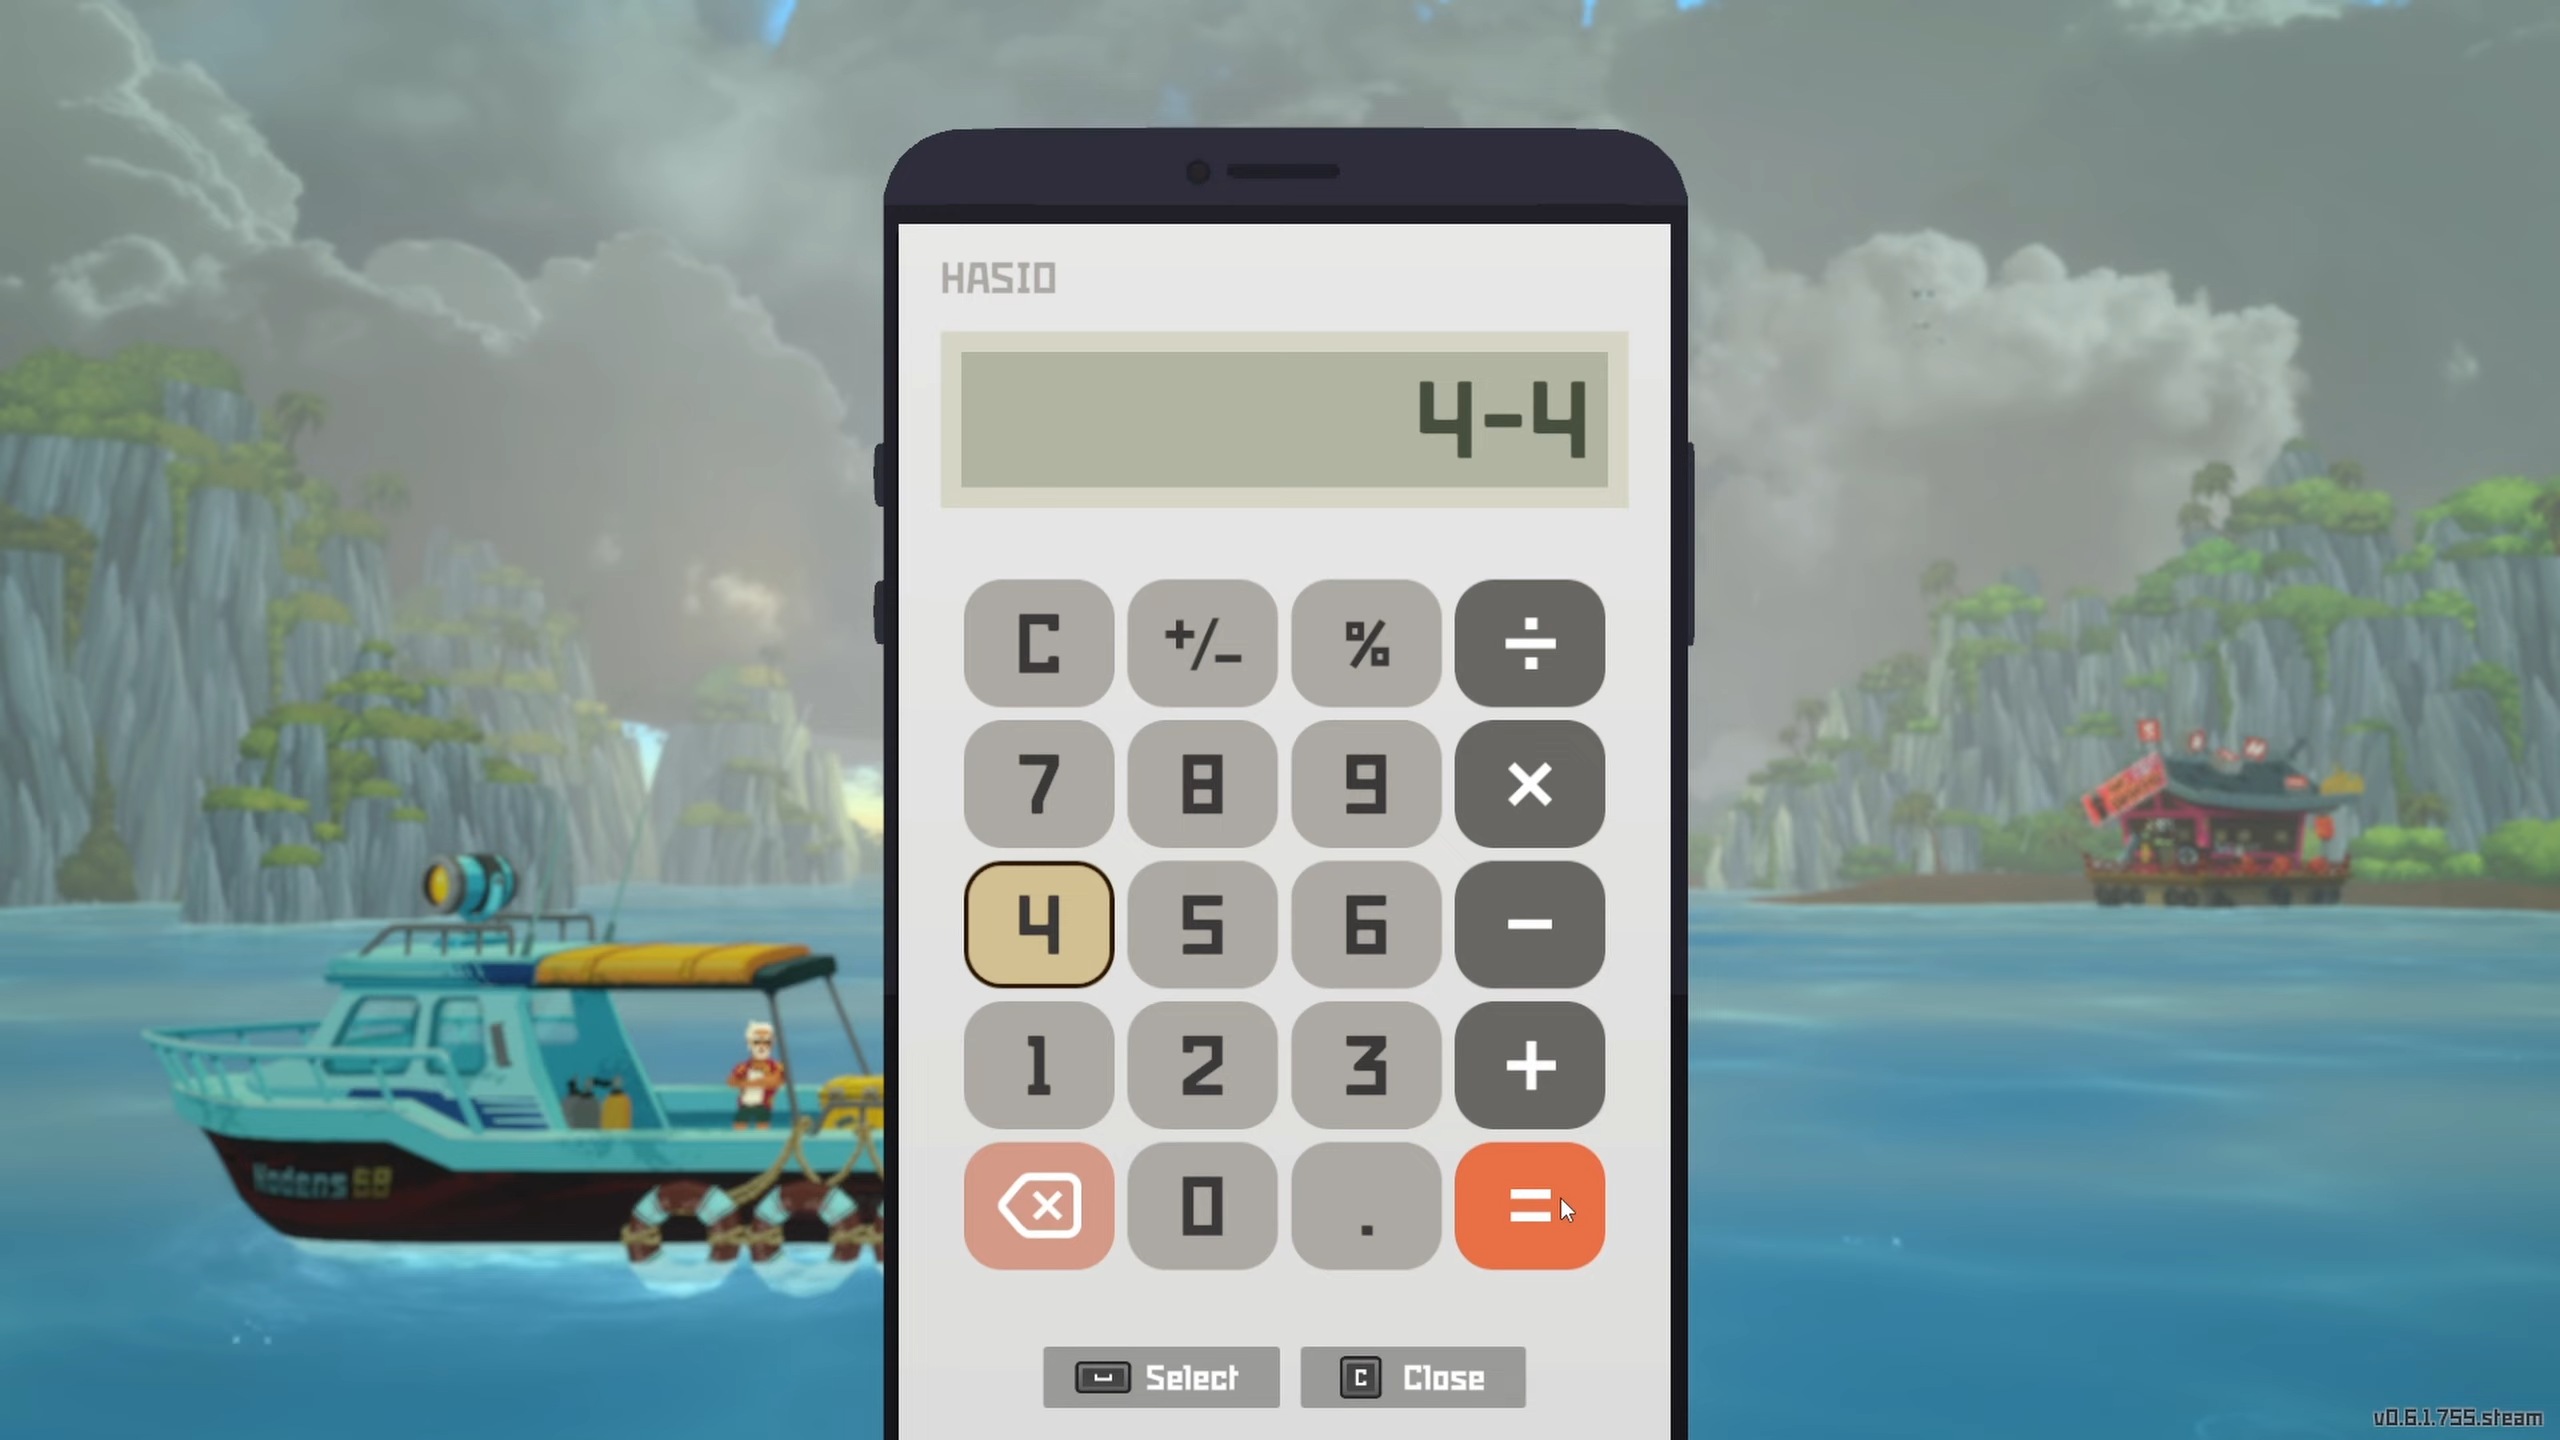 HASIO
4-4
C +/- % ÷
7 8 9 ×
4 5 6 -
1 2 3 +
0 . =
Select
C Close
Nodens 68
v0.6.1.755.steam